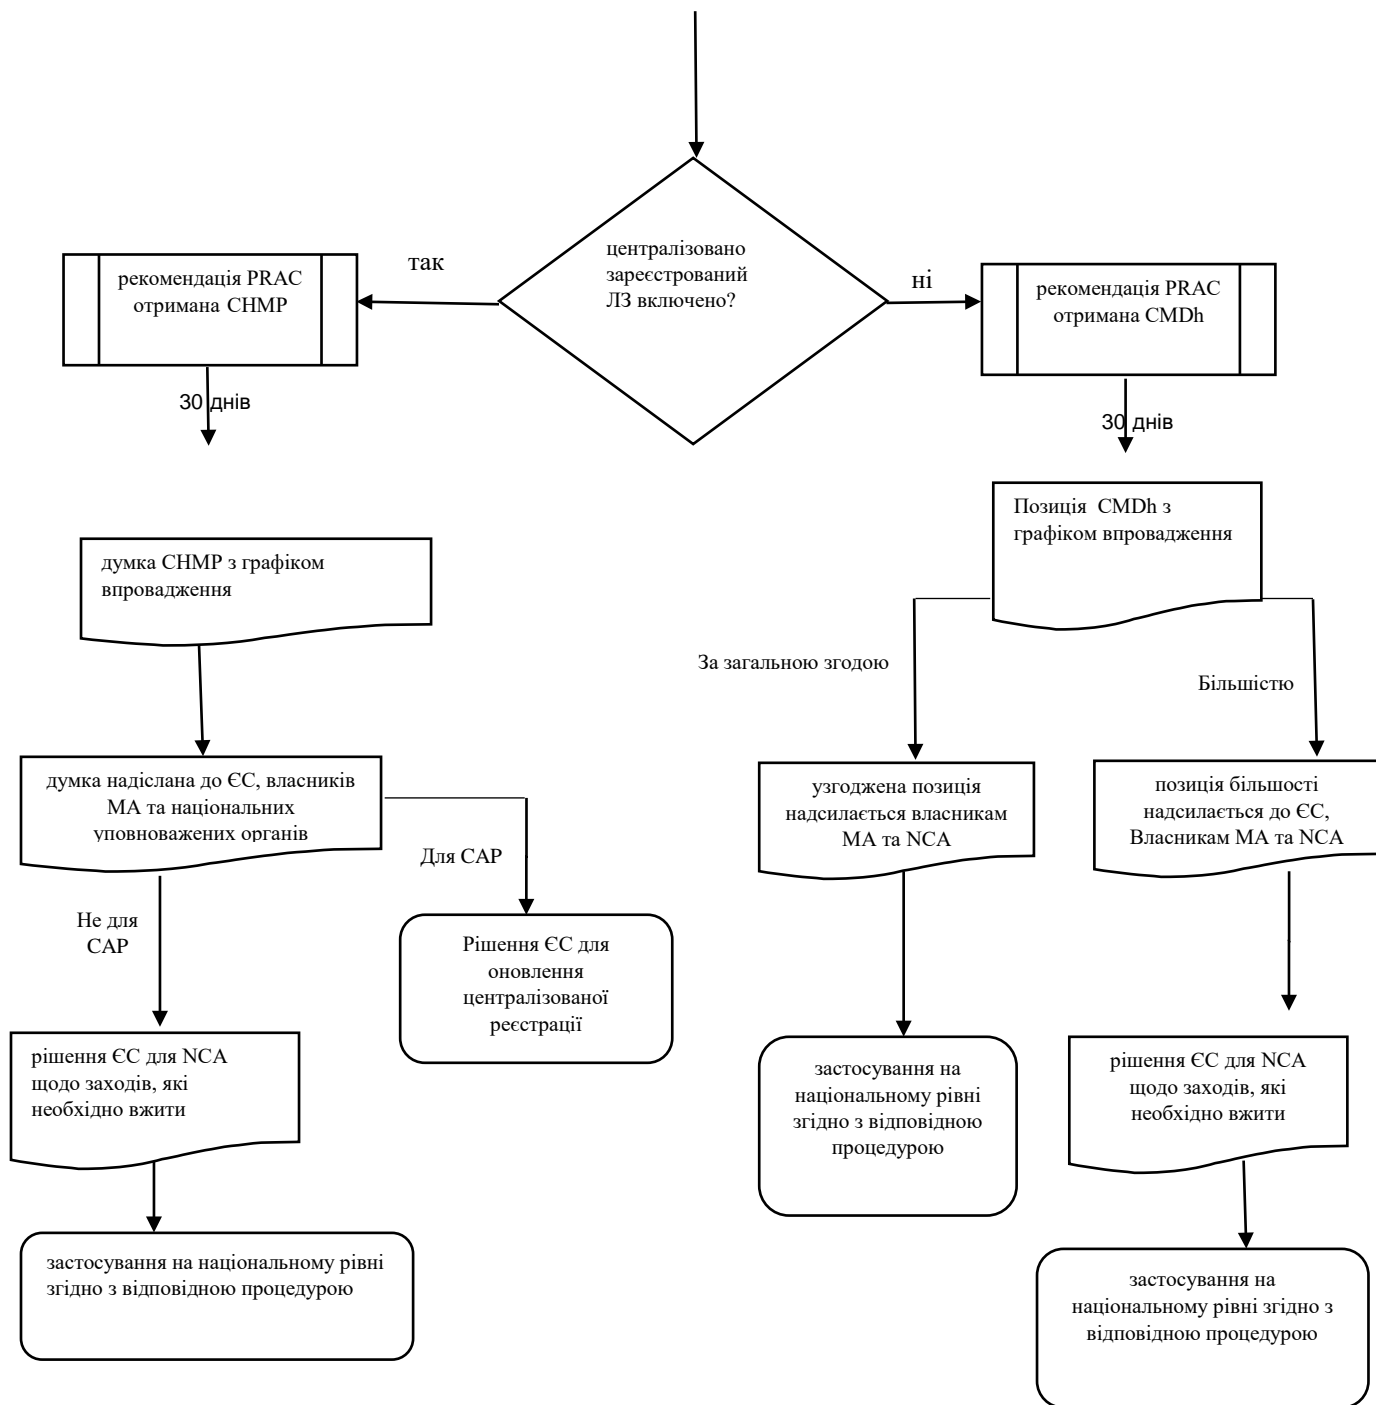 централізовано
зареєстрований
ЛЗ включено?
так
ні
рекомендація PRAC
отримана CHMP
рекомендація PRAC
отримана CMDh
30 днів
30 днів
Позиція CMDh з
графіком впровадження
думка CHMP з графіком
впровадження
За загальною згодою
Більшістю
думка надіслана до ЄС, власників
МА та національних
уповноважених органів
Для САР
Не для
САР
узгоджена позиція
надсилається власникам
МА та NCA
позиція більшості
надсилається до ЄС,
Власникам МА та NCA
Рішення ЄС для
оновлення
централізованої
реєстрації
рішення ЄС для NCA
щодо заходів, які
необхідно вжити
застосування на
національному рівні
згідно з відповідною
процедурою
рішення ЄС для NCA
щодо заходів, які
необхідно вжити
застосування на національному рівні
згідно з відповідною процедурою
застосування на
національному рівні згідно з
відповідною процедурою